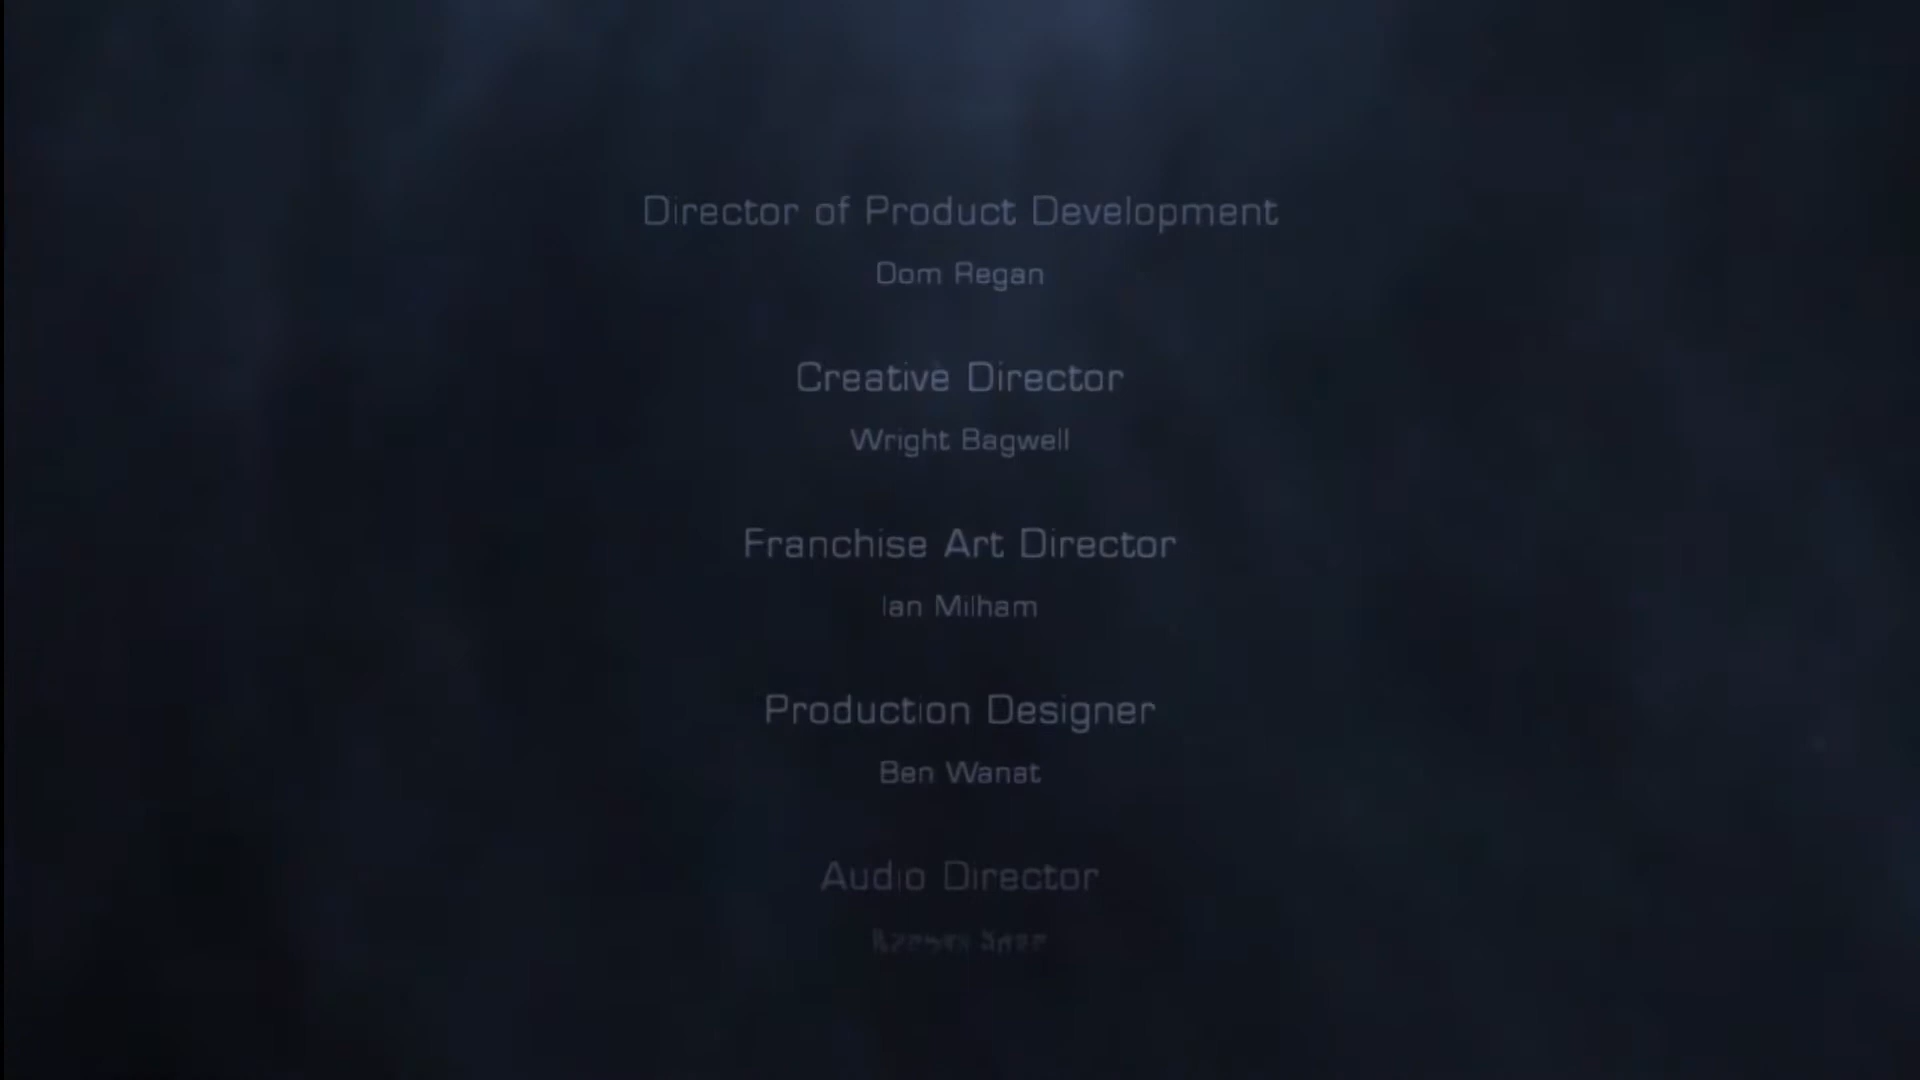 Director of Product Development
Dom Regan
Creative Director
Wright Bagwell
Franchise Art Director
Ian Milham
Production Designer
Ben Wanat
Audio Director